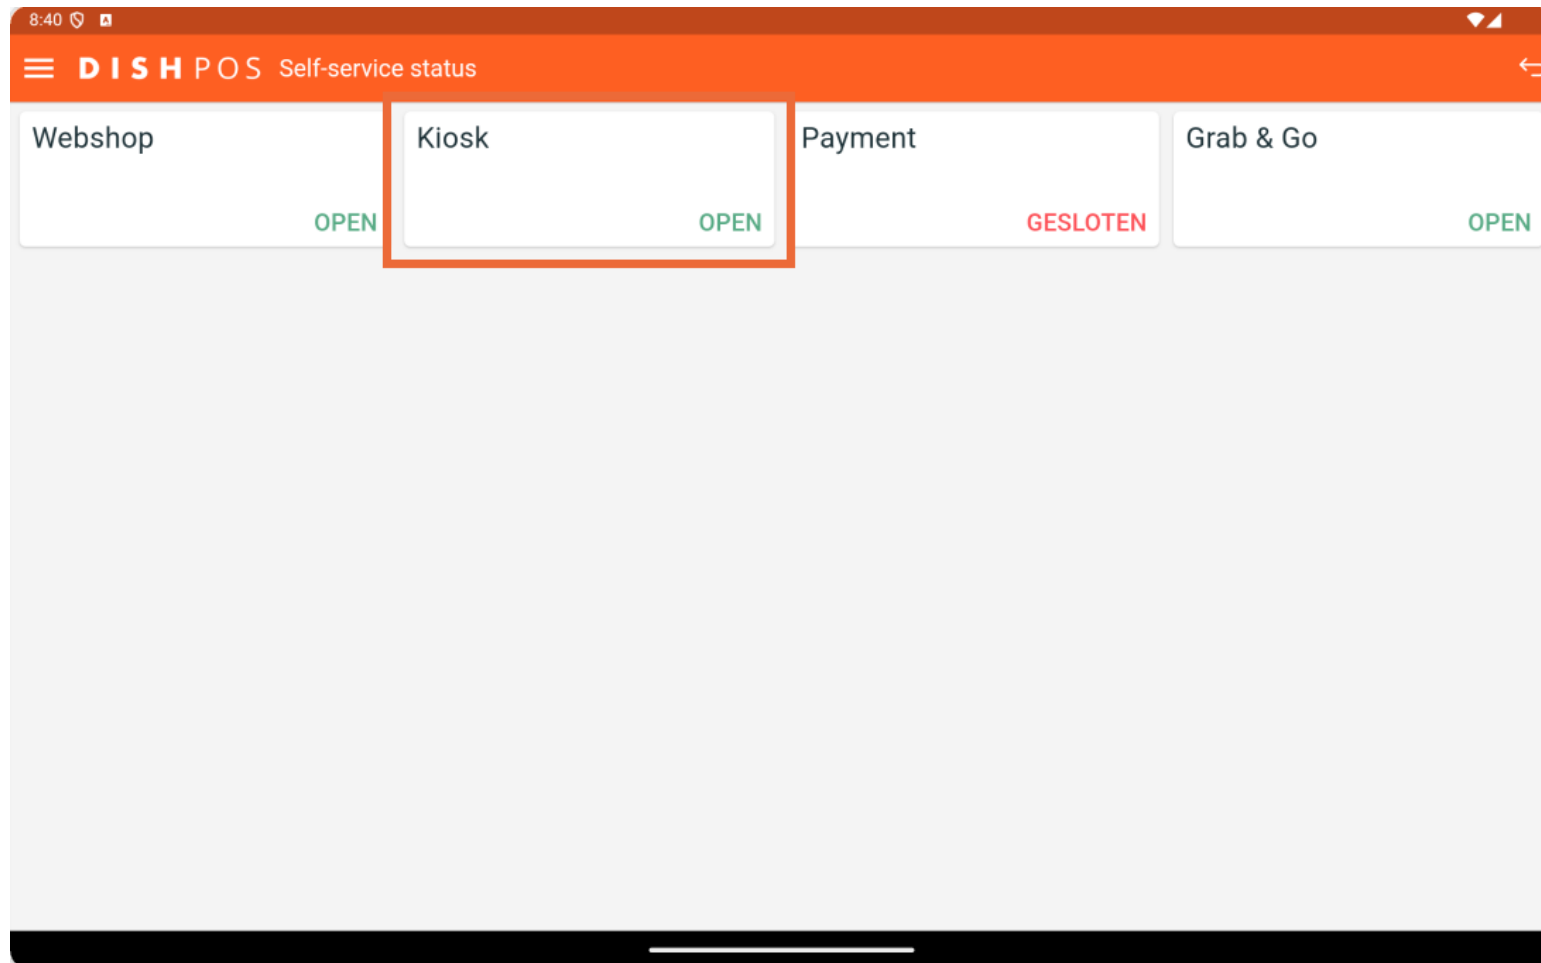 8:40
DISH POS Self-service status
Webshop
OPEN
Kiosk
OPEN
Payment
GESLOTEN
Grab & Go
OPEN